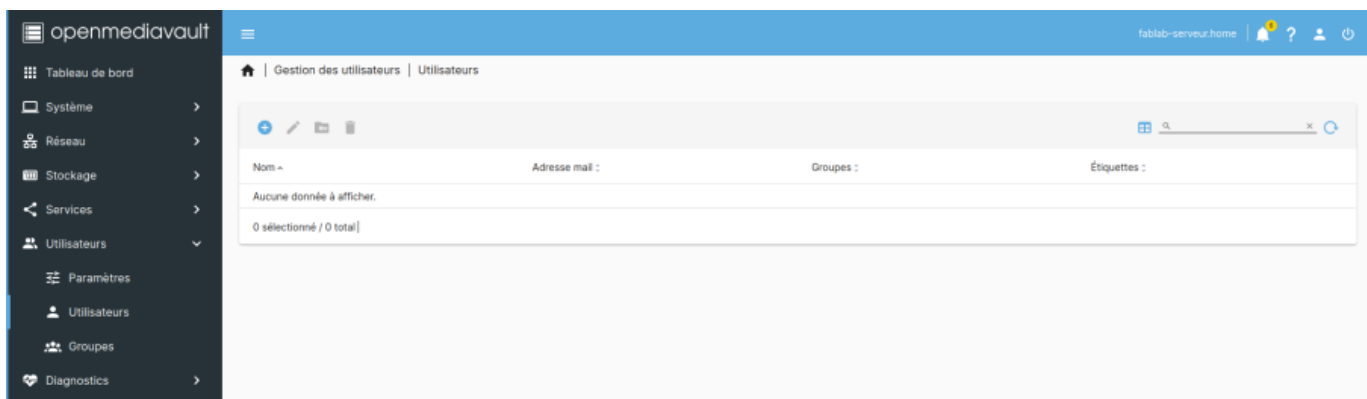 openmediavault
fablab-serveur.home
Tableau de bord
Gestion des utilisateurs | Utilisateurs
Système
Réseau
Stockage
Services
Utilisateurs
Paramètres
Utilisateurs
Groupes
Diagnostics
Nom
Adresse mail
Groupes
Étiquettes
Aucune donnée à afficher.
0 sélectionné / 0 total